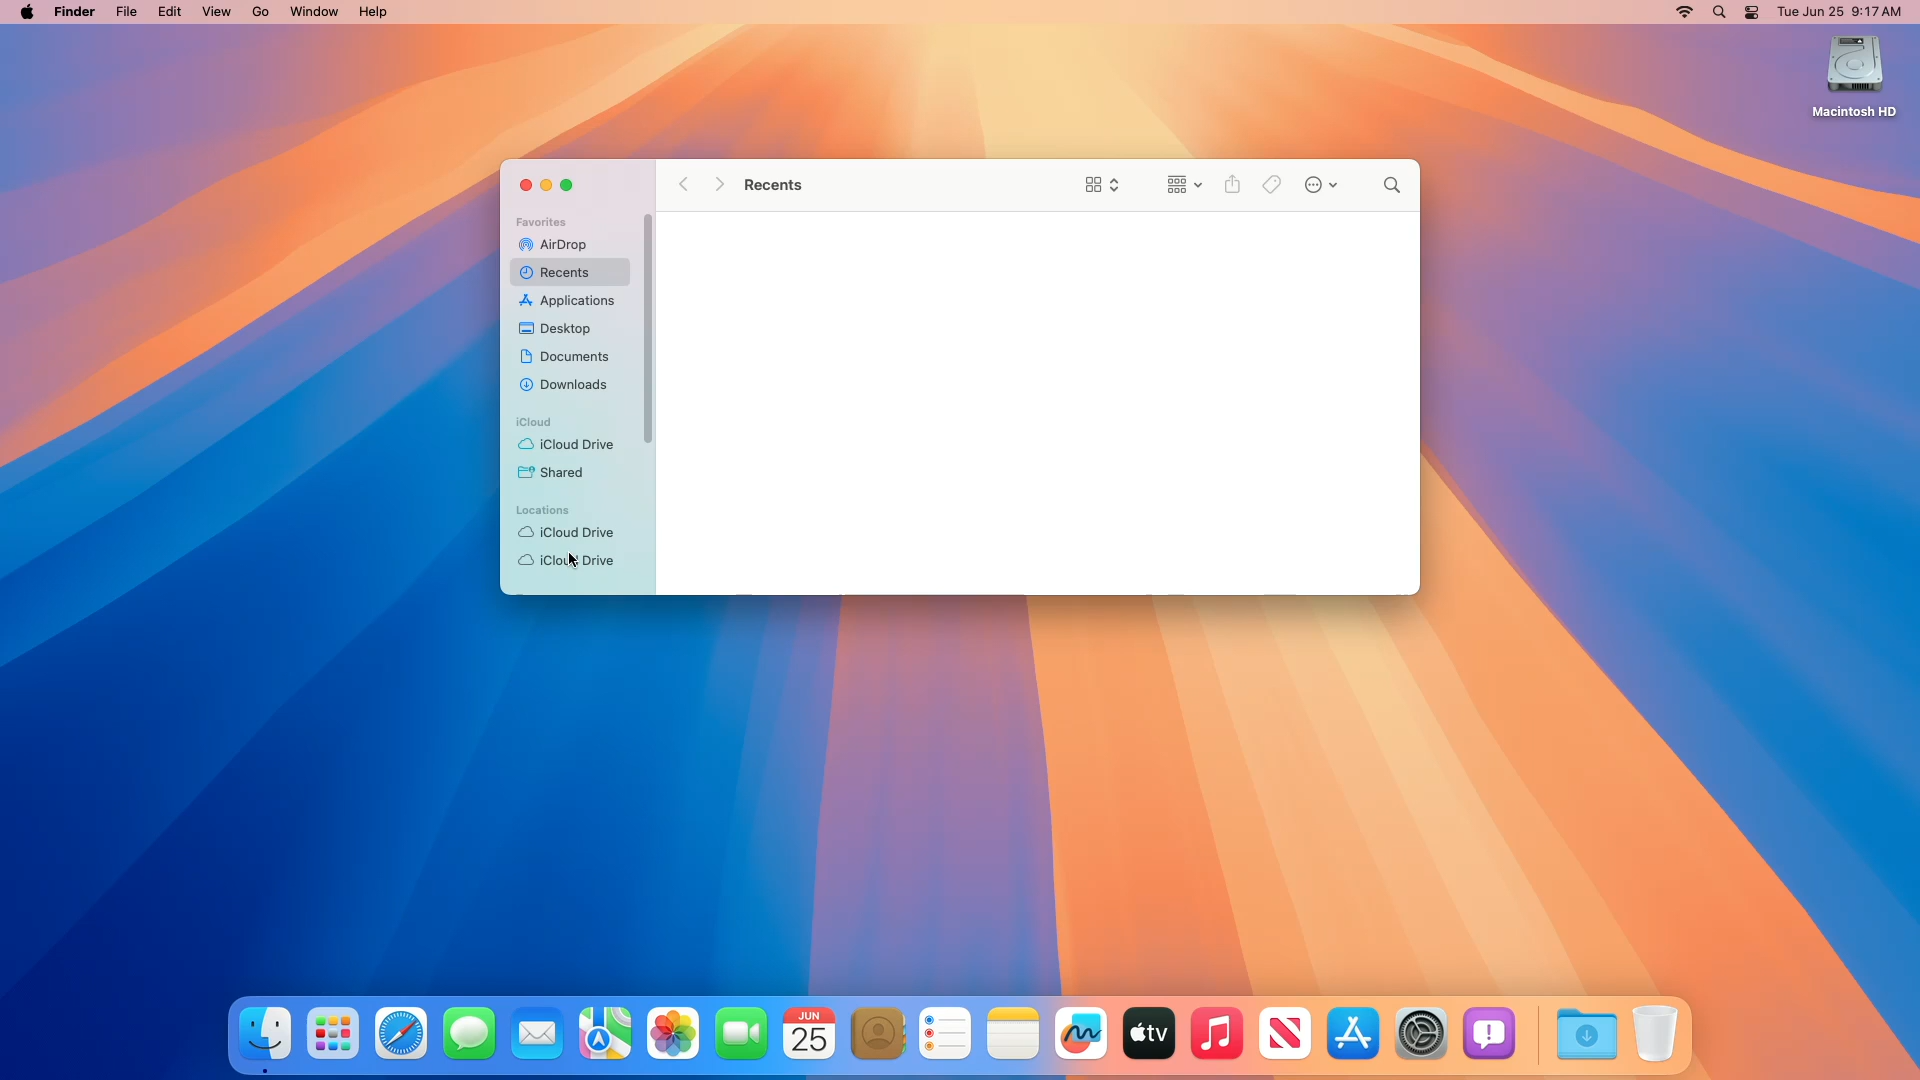 Finder File Edit View Go Window Help
Tue Jun 25 9:17 AM
Macintosh HD
Recents
Favorites
AirDrop
Recents
Applications
Desktop
Documents
Downloads
iCloud
iCloud Drive
Shared
Locations
iCloud Drive
iCloud Drive
JUN
25
tv